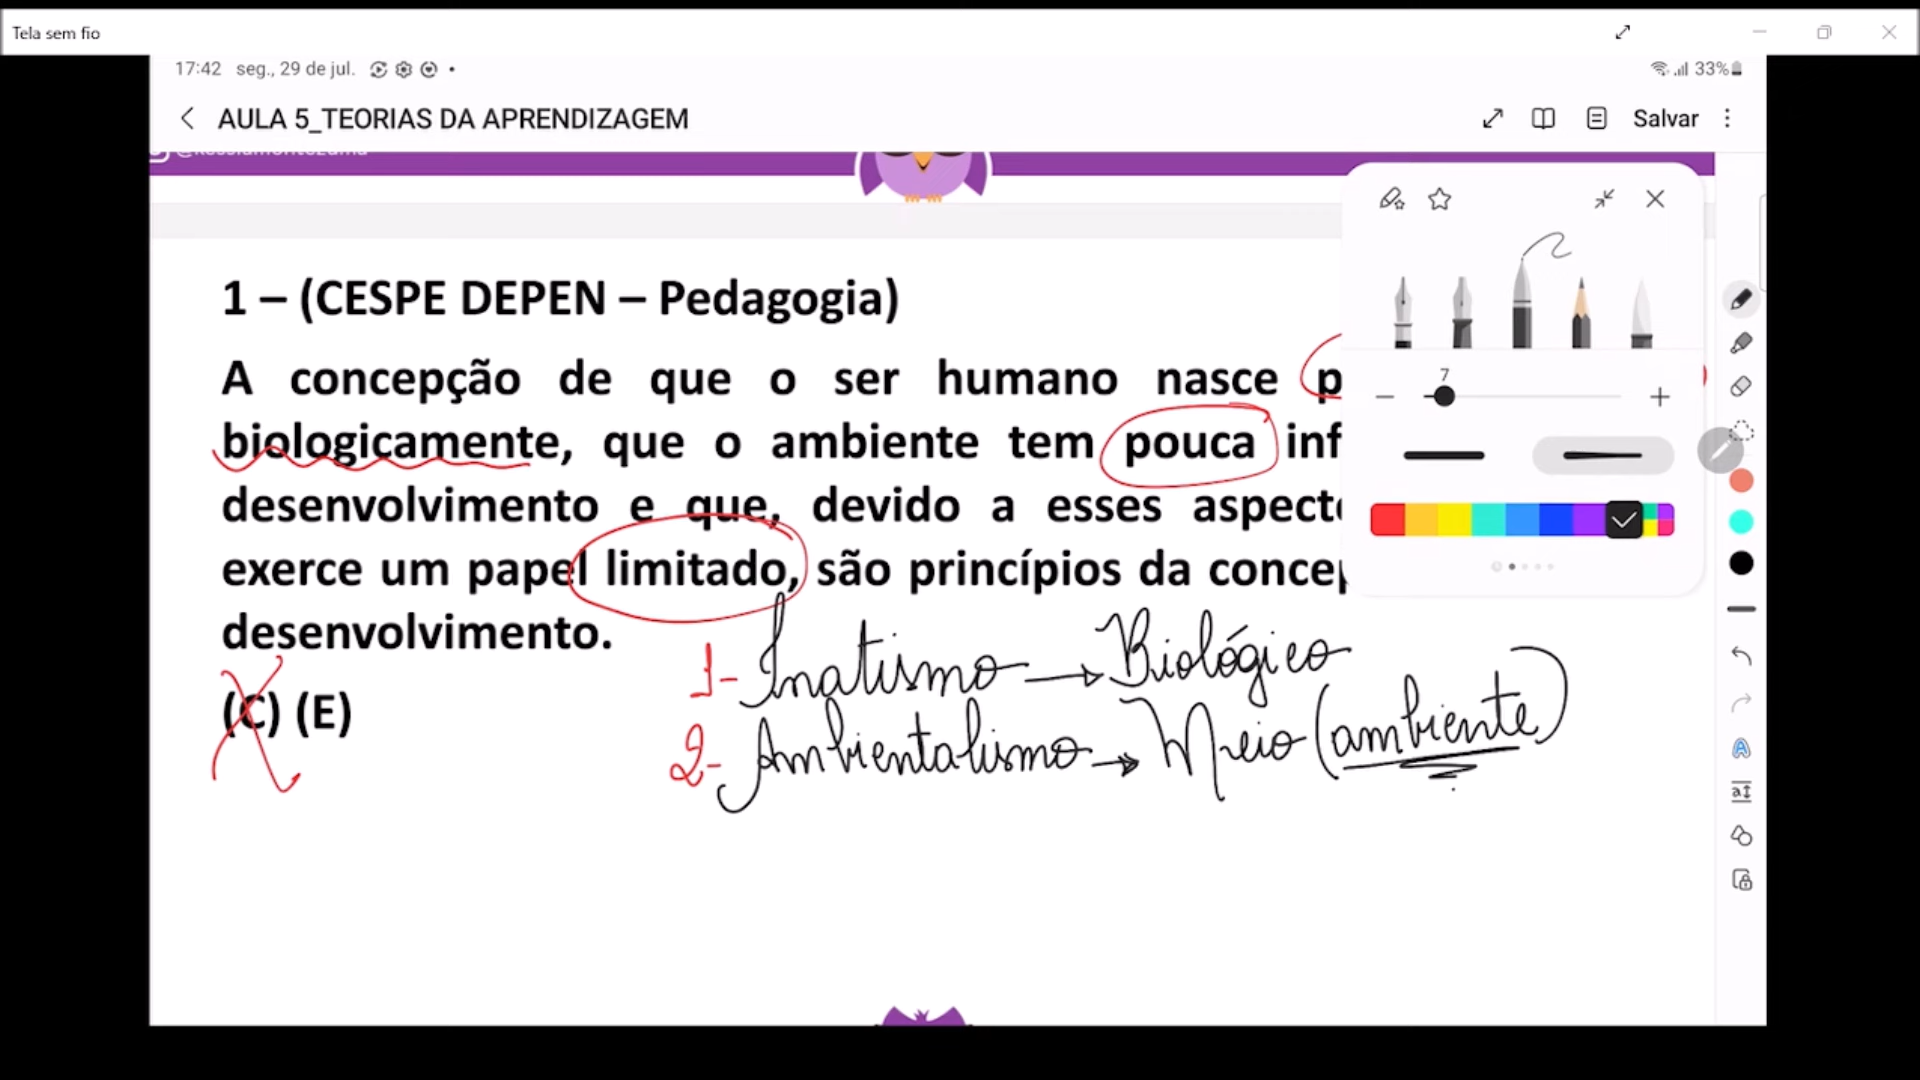 Tela sem fio
17:42 seg., 29 de jul.
33%
AULA 5_TEORIAS DA APRENDIZAGEM
Salvar
1 – (CESPE DEPEN – Pedagogia)
A concepção de que o ser humano nasce p
biologicamente, que o ambiente tem pouca inf
desenvolvimento e que, devido a esses aspect
exerce um papel limitado, são princípios da conce
desenvolvimento.
(C) (E)
1- Inatismo → Biológico
2- Ambientalismo → Meio (ambiente)
7